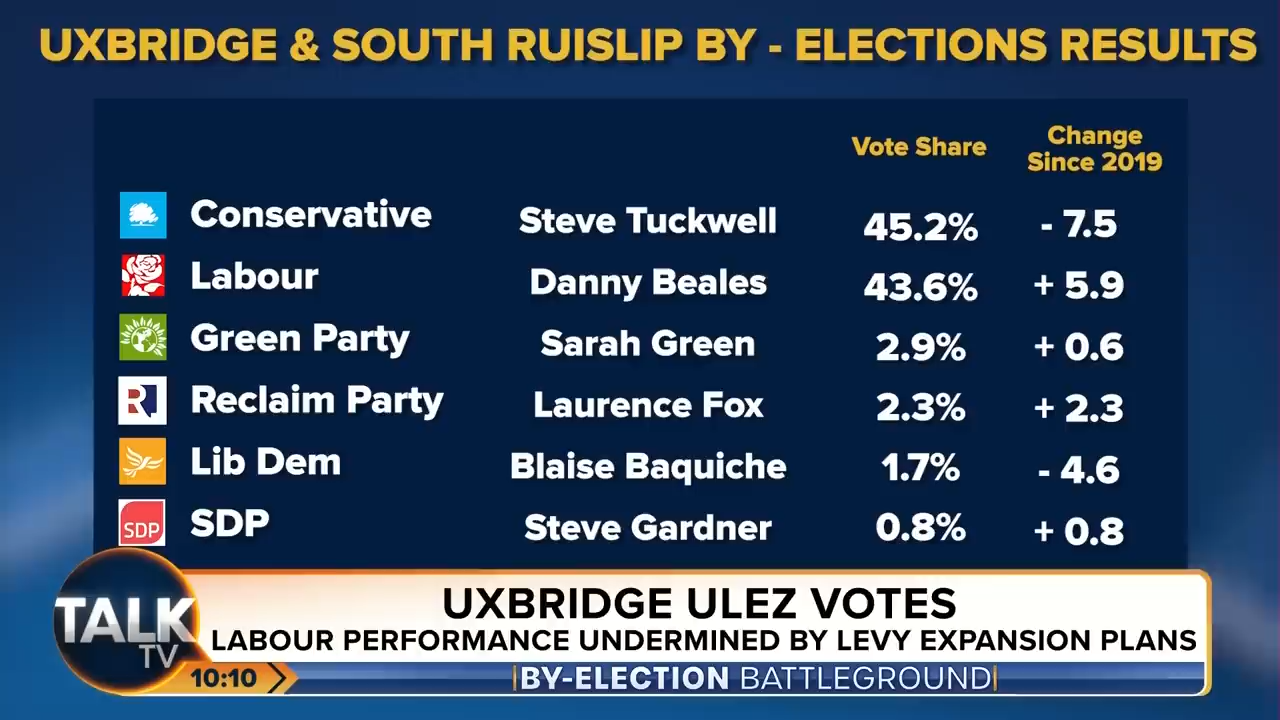 UXBRIDGE & SOUTH RUISLIP BY - ELECTIONS RESULTS
Vote Share
Change
Since 2019
Conservative Steve Tuckwell 45.2% - 7.5
Labour Danny Beales 43.6% + 5.9
Green Party Sarah Green 2.9% + 0.6
R Reclaim Party Laurence Fox 2.3% + 2.3
Lib Dem Blaise Baquiche 1.7% - 4.6
SDP SDP Steve Gardner 0.8% + 0.8
UXBRIDGE ULEZ VOTES
LABOUR PERFORMANCE UNDERMINED BY LEVY EXPANSION PLANS
TALK
TV
10:10
BY-ELECTION BATTLEGROUND